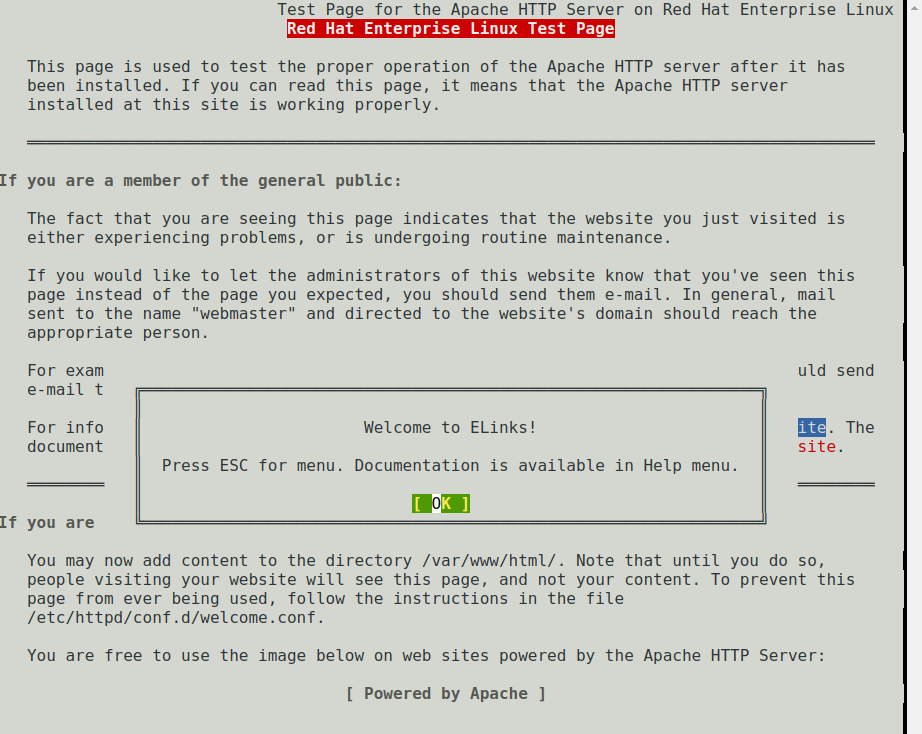 Test Page for the Apache HTTP Server on Red Hat Enterprise Linux
Red Hat Enterprise Linux Test Page
This page is used to test the proper operation of the Apache HTTP server after it has
been installed. If you can read this page, it means that the Apache HTTP server
installed at this site is working properly.
If you are a member of the general public:
The fact that you are seeing this page indicates that the website you just visited is
either experiencing problems, or is undergoing routine maintenance.
If you would like to let the administrators of this website know that you've seen this
page instead of the page you expected, you should send them e-mail. In general, mail
sent to the name "webmaster" and directed to the website's domain should reach the
appropriate person.
For exam uld send
e-mail t
For info ite. The
document site.
Welcome to ELinks!
Press ESC for menu. Documentation is available in Help menu.
[ OK ]
If you are
You may now add content to the directory /var/www/html/. Note that until you do so,
people visiting your website will see this page, and not your content. To prevent this
page from ever being used, follow the instructions in the file
/etc/httpd/conf.d/welcome.conf.
You are free to use the image below on web sites powered by the Apache HTTP Server:
[ Powered by Apache ]